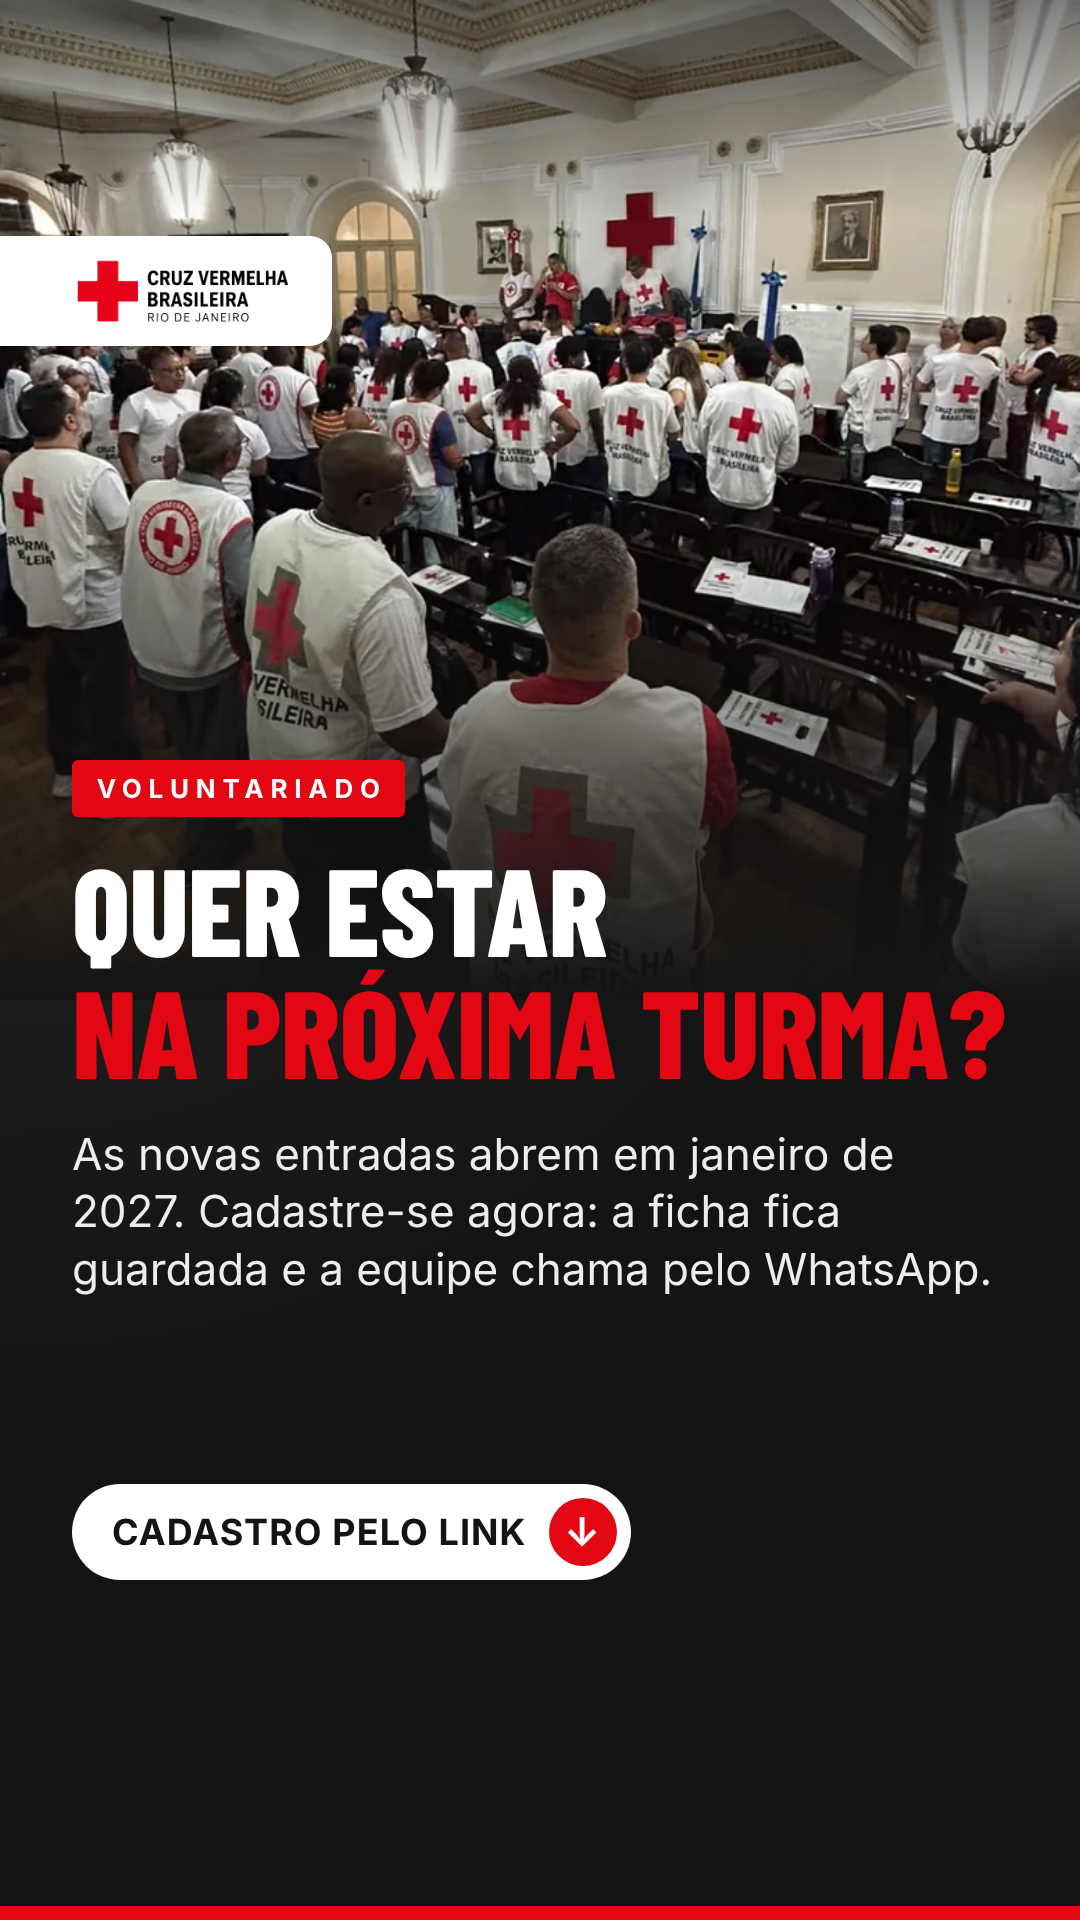 CRUZ VERMELHA
BRASILEIRA
RIO DE JANEIRO
VERMELHA
VOLUNTARIADO
QUER ESTAR
NA PRÓXIMA TURMA?
As novas entradas abrem em janeiro de
2027. Cadastre-se agora: a ficha fica
guardada e a equipe chama pelo WhatsApp.
CADASTRO PELO LINK